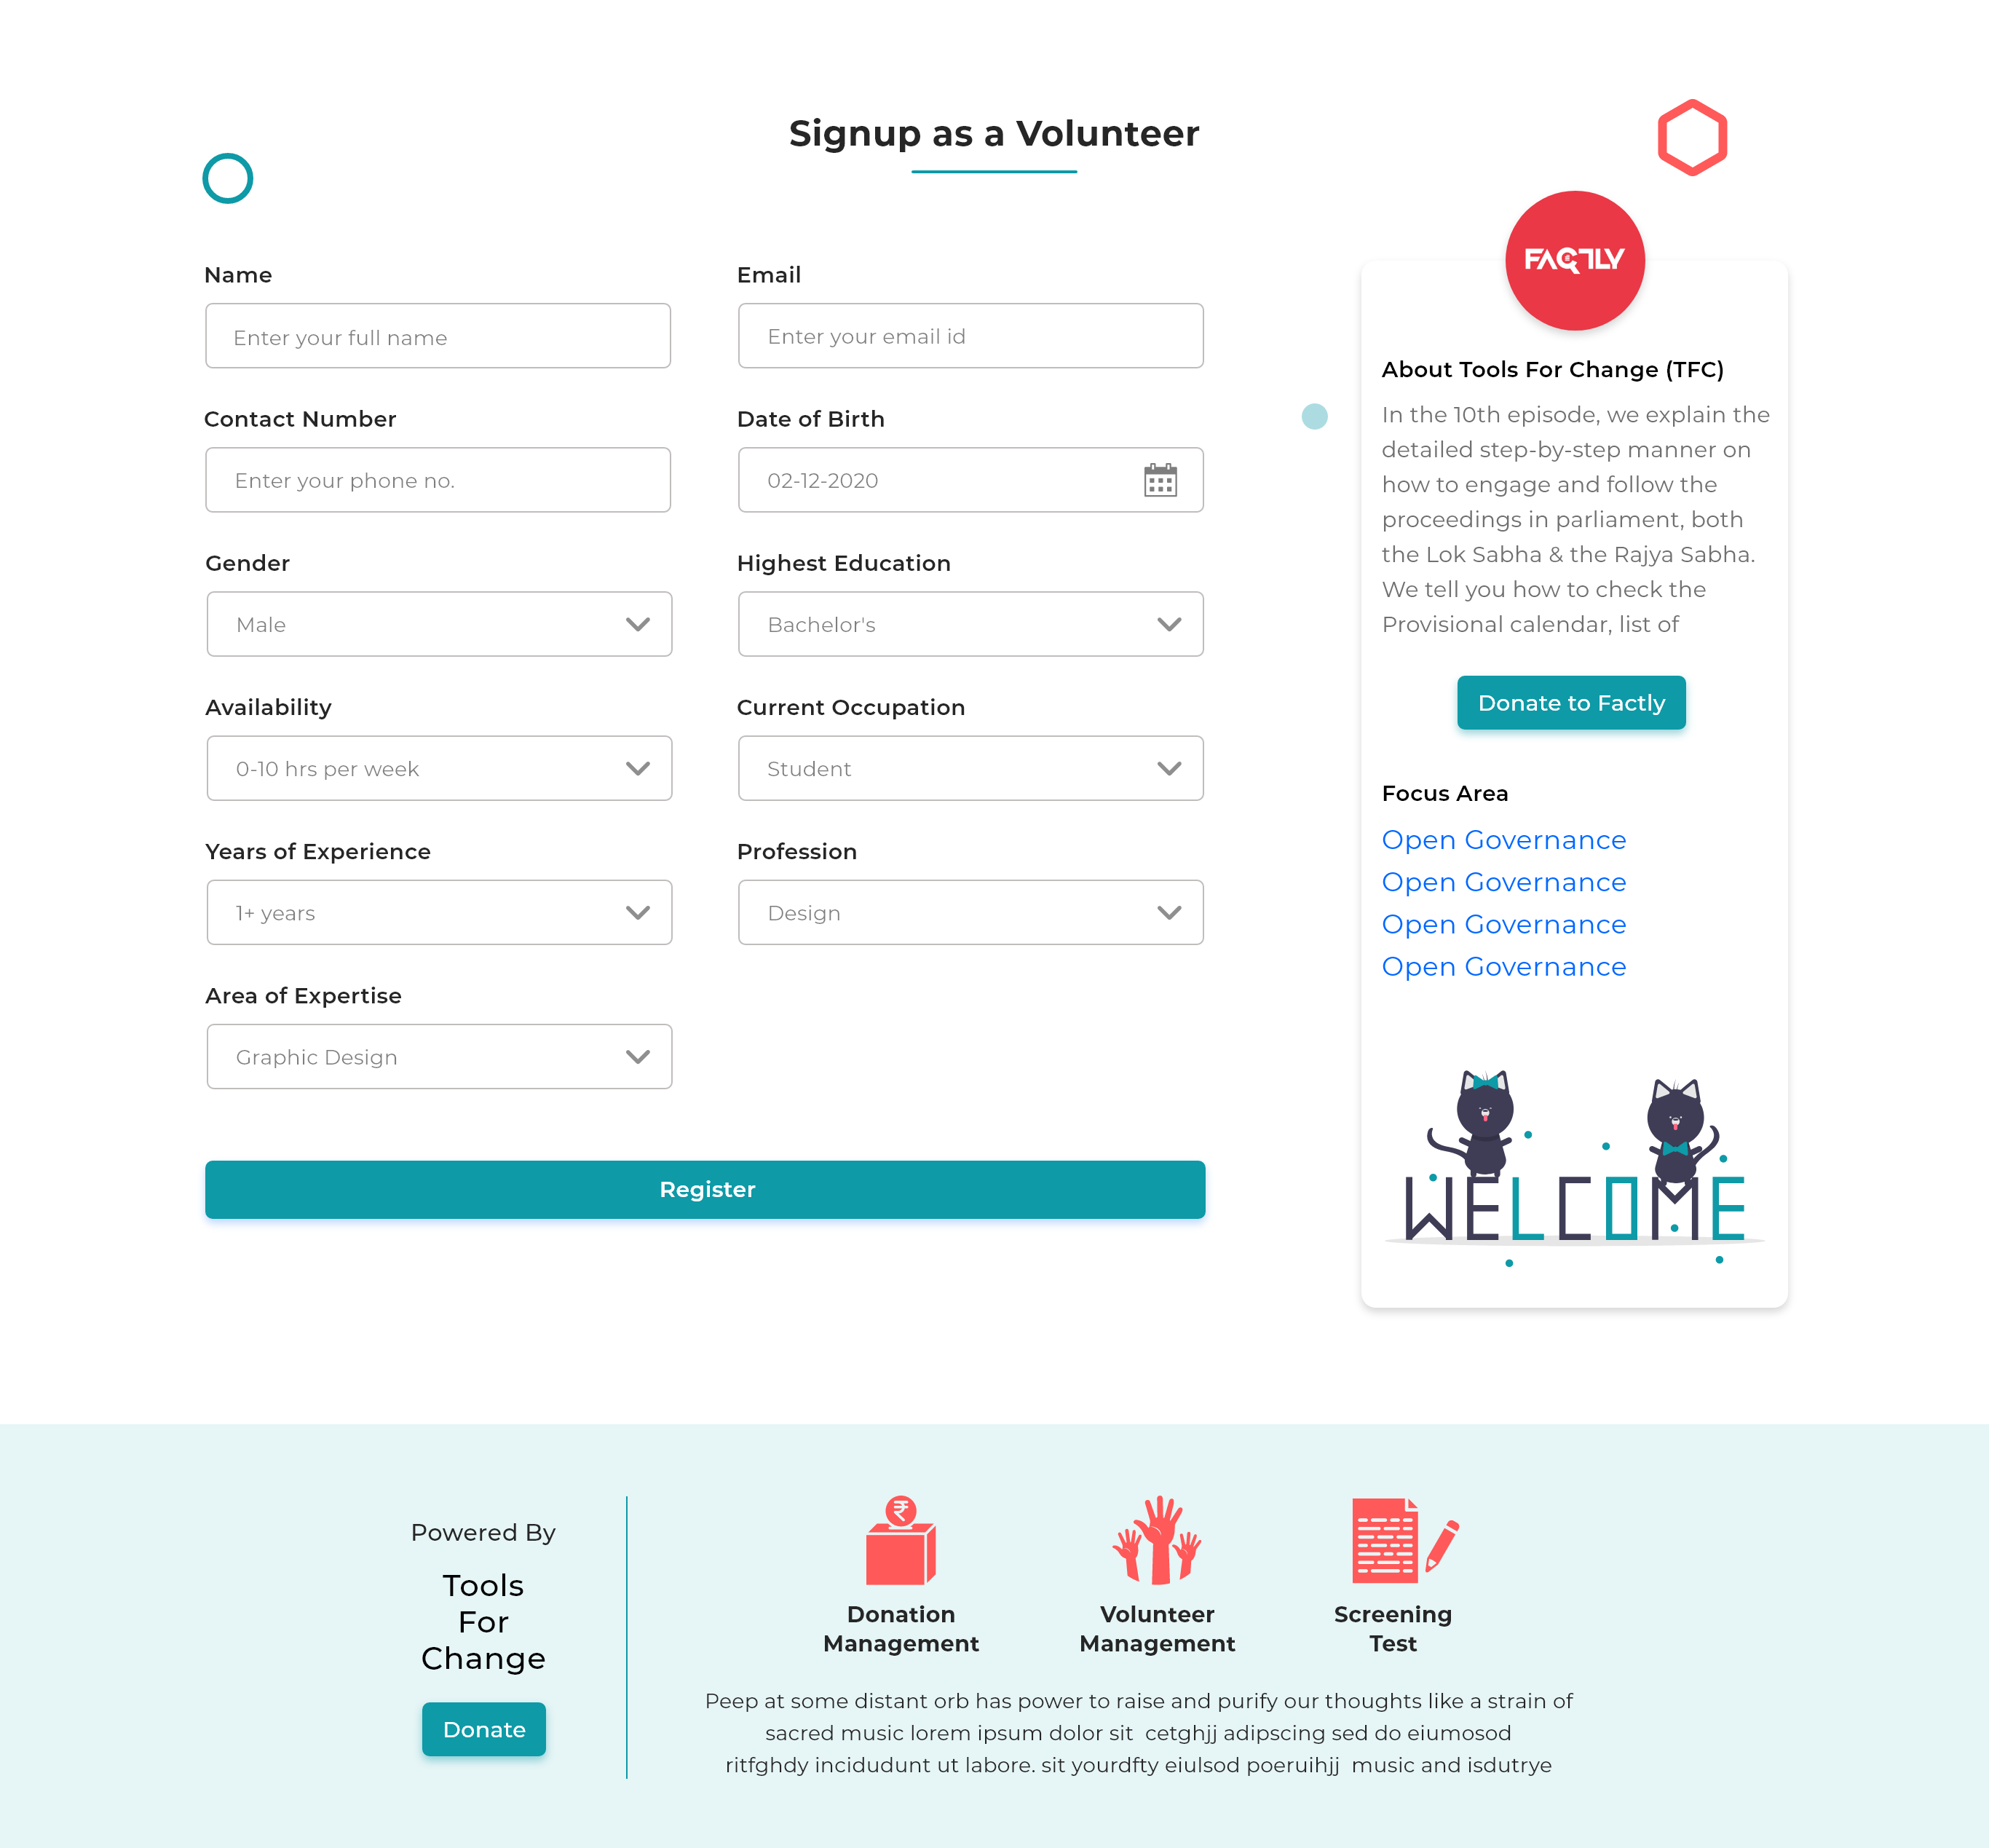 Signup as a Volunteer
Name
Enter your full name
Email
Enter your email id
Contact Number
Enter your phone no.
Date of Birth
02-12-2020
Gender
Male
Highest Education
Bachelor's
Availability
0-10 hrs per week
Current Occupation
Student
Years of Experience
1+ years
Profession
Design
Area of Expertise
Graphic Design
Register
FACTLY
About Tools For Change (TFC)
In the 10th episode, we explain the
detailed step-by-step manner on
how to engage and follow the
proceedings in parliament, both
the Lok Sabha & the Rajya Sabha.
We tell you how to check the
Provisional calendar, list of
Donate to Factly
Focus Area
Open Governance
Open Governance
Open Governance
Open Governance
WELCOME
Powered By
Tools
For
Change
Donate
₹
Donation
Management
Volunteer
Management
Screening
Test
Peep at some distant orb has power to raise and purify our thoughts like a strain of
sacred music lorem ipsum dolor sit  cetghjj adipscing sed do eiumosod
ritfghdy incidudunt ut labore. sit yourdfty eiulsod poeruihjj  music and isdutrye